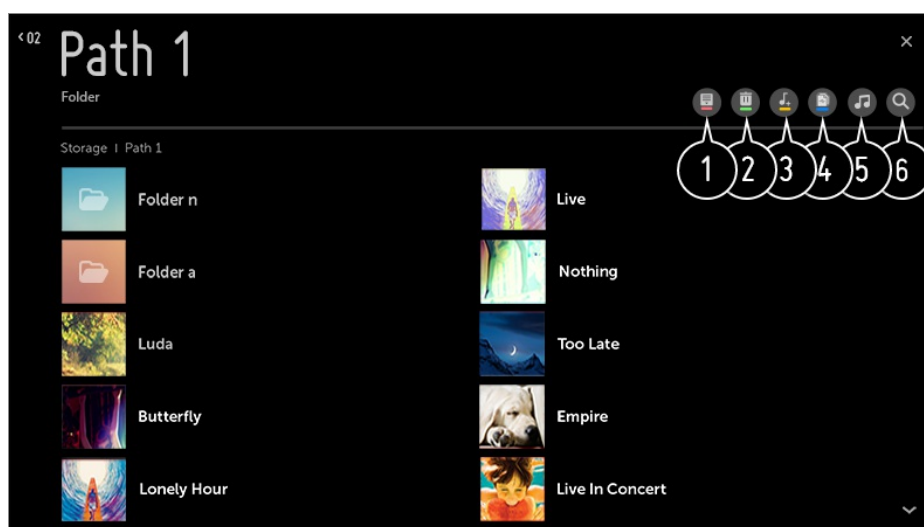 <02
Path 1
Folder
1 2 3 4 5 6
Storage | Path 1
Folder n
Live
Folder a
Nothing
Luda
Too Late
Butterfly
Empire
Lonely Hour
Live In Concert